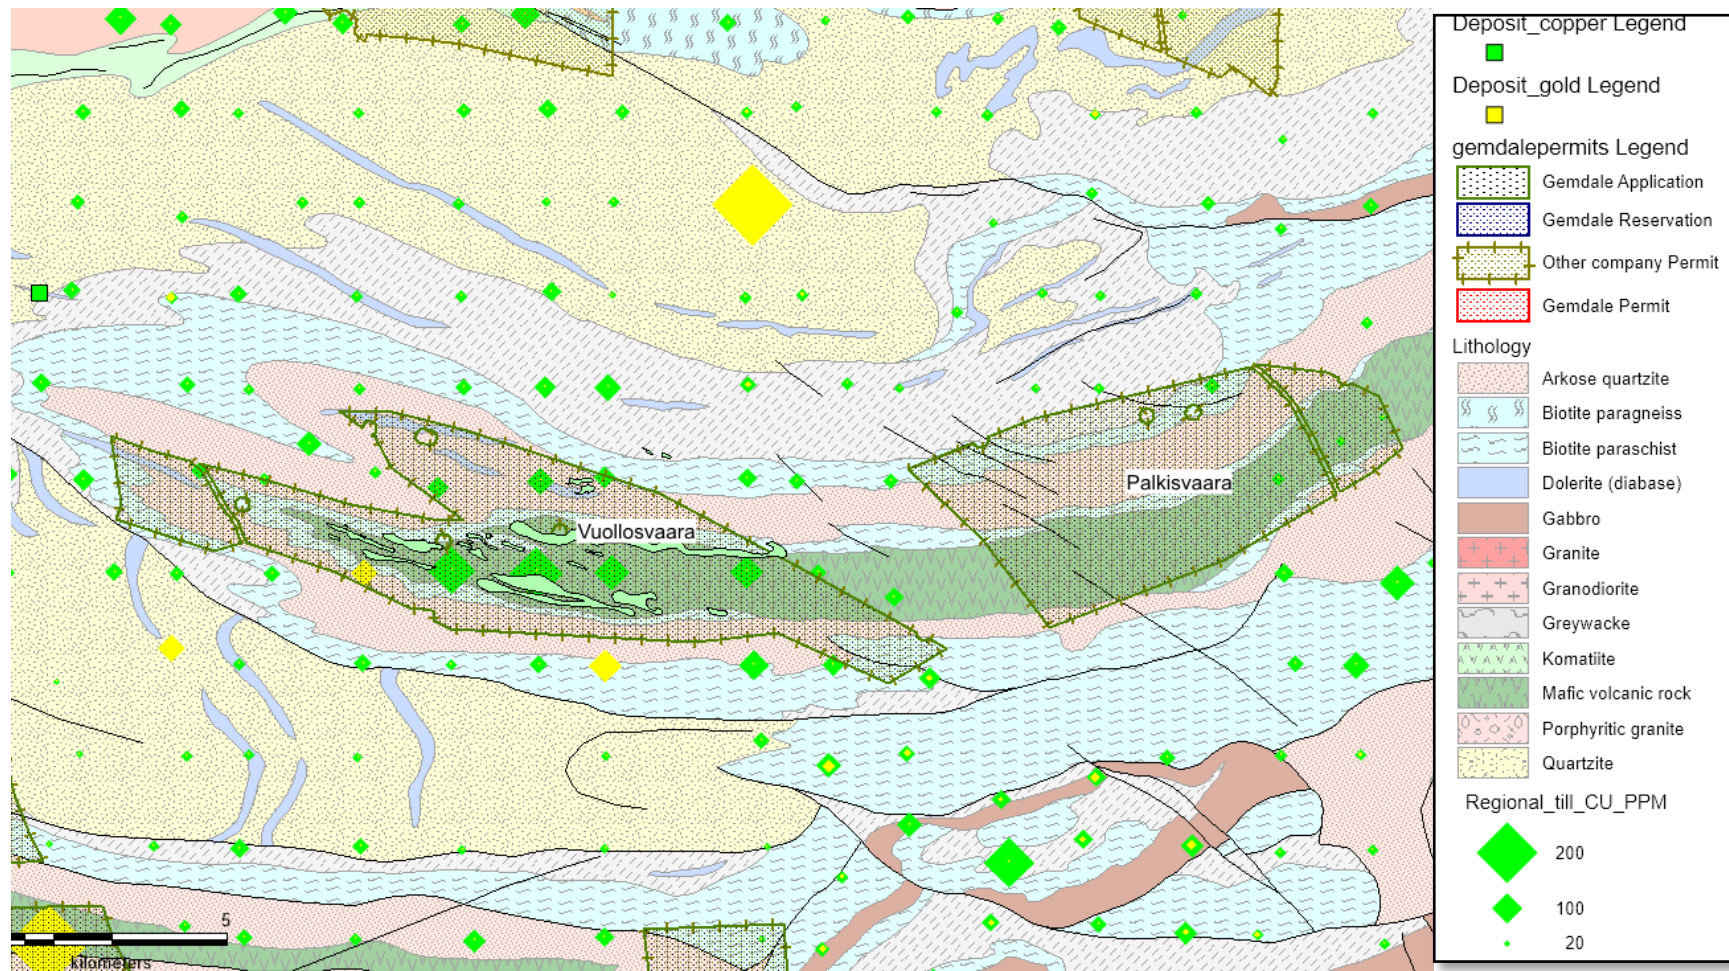 Deposit_copper Legend
Deposit_gold Legend
gemdalepermits Legend
Gemdale Application
Gemdale Reservation
Other company Permit
Gemdale Permit
Lithology
Arkose quartzite
Biotite paragneiss
Biotite paraschist
Dolerite (diabase)
Gabbro
Granite
Granodiorite
Greywacke
Komatiite
Mafic volcanic rock
Porphyritic granite
Quartzite
Regional_till_CU_PPM
200
100
20
Palkisvaara
Vuollosvaara
5
kilometers